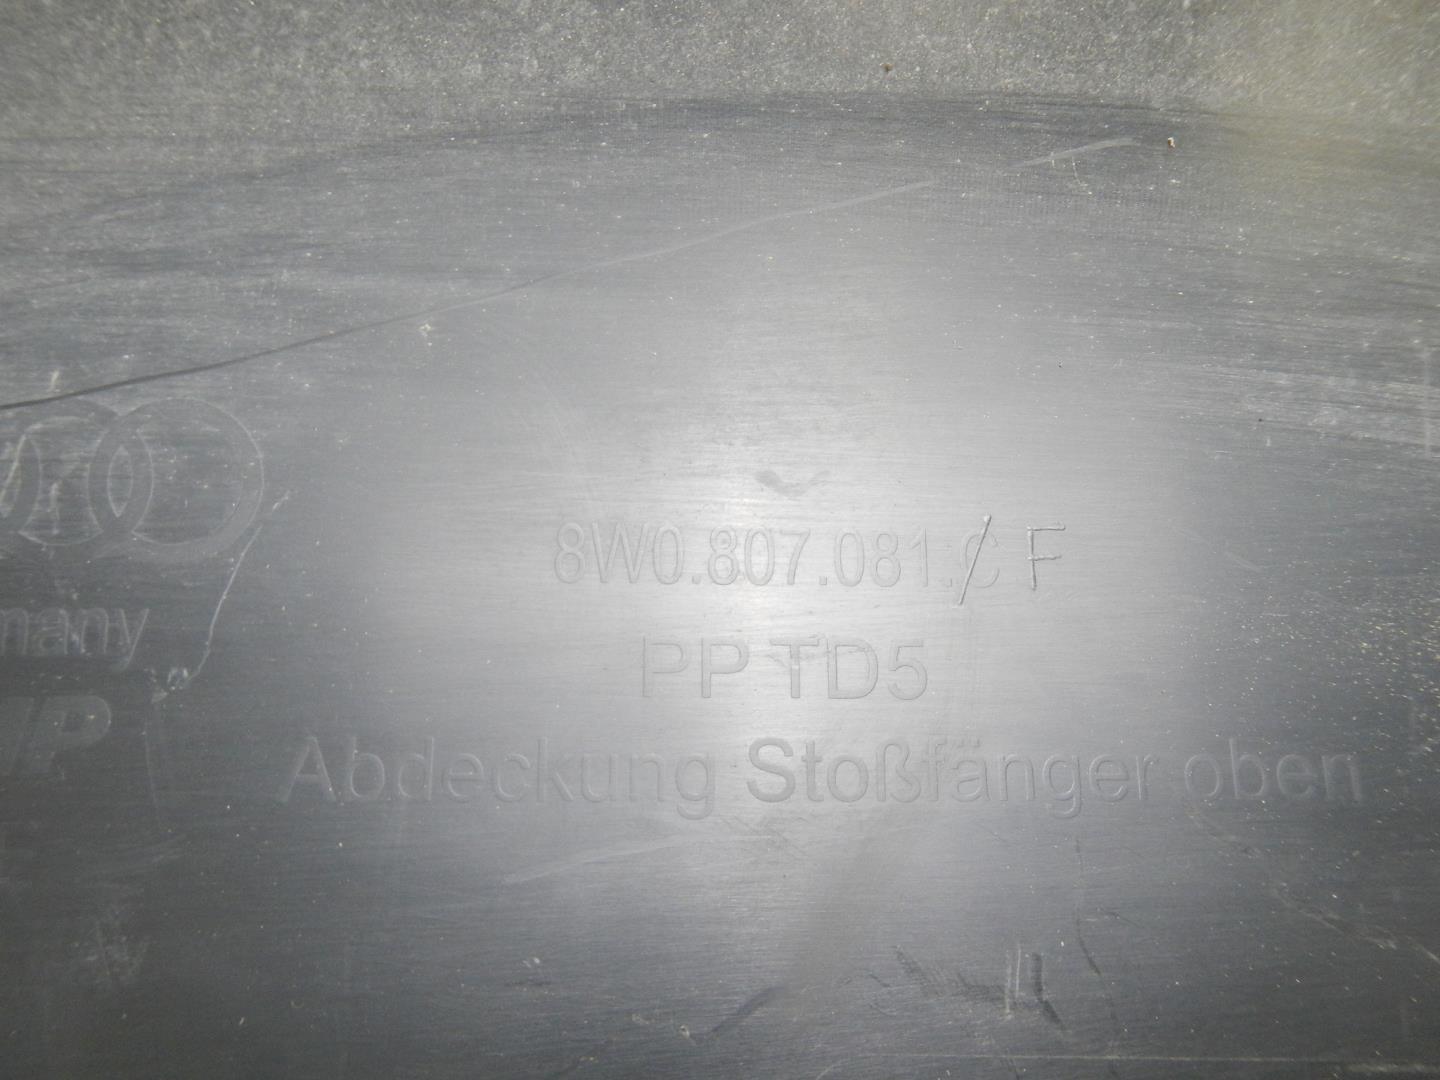 8W0.807.081.C F
PP TD5
many
Abdeckung Stoßfänger oben